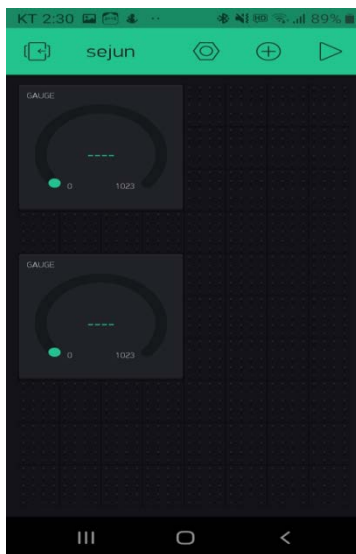 KT 2:30 89%
sejun
GAUGE
----
0 1023
GAUGE
----
0 1023